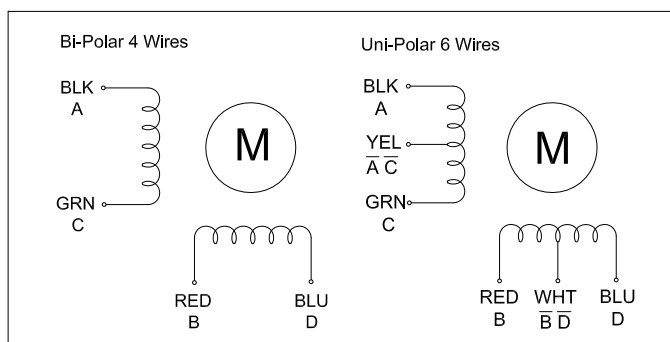 Bi-Polar 4 Wires
BLK
A
M
GRN
C
RED
B
BLU
D
Uni-Polar 6 Wires
BLK
A
YEL
A̅ C̅
M
GRN
C
RED
B
WHT
B̅ D̅
BLU
D